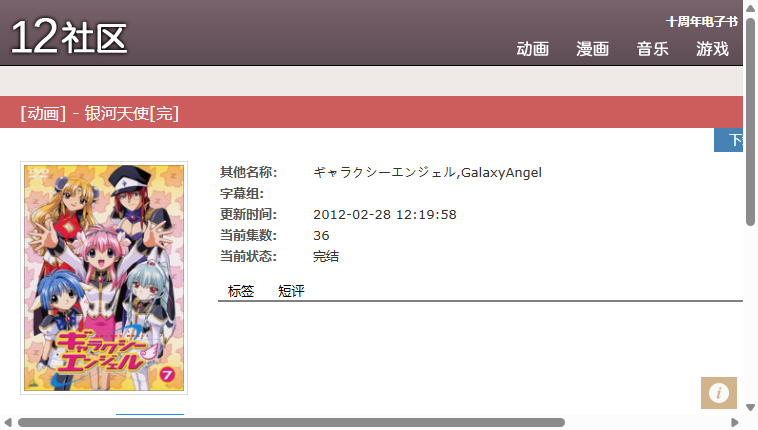 12社区
十周年电子书
动画 漫画 音乐 游戏
[动画] - 银河天使[完]
下
其他名称: ギャラクシーエンジェル,GalaxyAngel
字幕组:
更新时间: 2012-02-28 12:19:58
当前集数: 36
当前状态: 完结
标签 短评
DVD
ギャラクシー
エンジェル
7
i